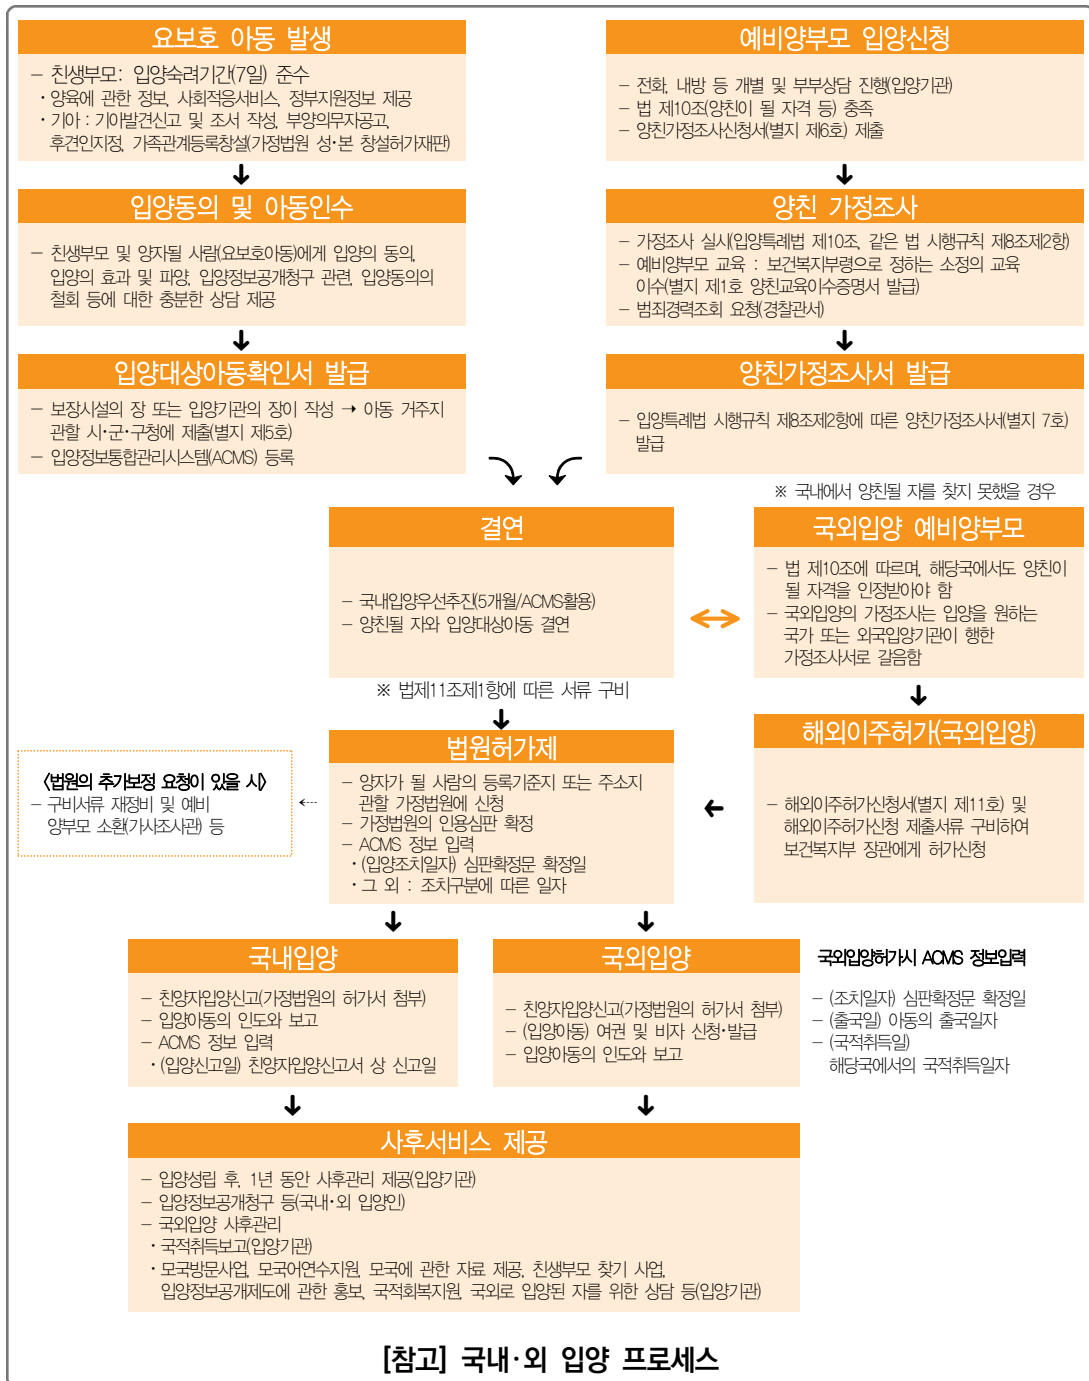 요보호 아동 발생
– 친생부모: 입양숙려기간(7일) 준수
· 양육에 관한 정보, 사회적응서비스, 정부지원정보 제공
· 기아 : 기아발견신고 및 조서 작성, 부양의무자공고,
후견인지정, 가족관계등록창설(가정법원 성·본 창설허가재판)
예비양부모 입양신청
– 전화, 내방 등 개별 및 부부상담 진행(입양기관)
– 법 제10조(양친이 될 자격 등) 충족
– 양친가정조사신청서(별지 제6호) 제출
입양동의 및 아동인수
– 친생부모 및 양자될 사람(요보호아동)에게 입양의 동의,
입양의 효과 및 파양, 입양정보공개청구 관련, 입양동의의
철회 등에 대한 충분한 상담 제공
양친 가정조사
– 가정조사 실시(입양특례법 제10조, 같은 법 시행규칙 제8조제2항)
– 예비양부모 교육 : 보건복지부령으로 정하는 소정의 교육
이수(별지 제1호 양친교육이수증명서 발급)
– 범죄경력조회 요청(경찰관서)
입양대상아동확인서 발급
– 보장시설의 장 또는 입양기관의 장이 작성 → 아동 거주지
관할 시·군·구청에 제출(별지 제5호)
– 입양정보통합관리시스템(ACMS) 등록
양친가정조사서 발급
– 입양특례법 시행규칙 제8조제2항에 따른 양친가정조사서(별지 7호)
발급
※ 국내에서 양친될 자를 찾지 못했을 경우
결연
– 국내입양우선추진(5개월/ACMS활용)
– 양친될 자와 입양대상아동 결연
국외입양 예비양부모
– 법 제10조에 따르며, 해당국에서도 양친이
될 자격을 인정받아야 함
– 국외입양의 가정조사는 입양을 원하는
국가 또는 외국입양기관이 행한
가정조사서로 갈음함
※ 법제11조제1항에 따른 서류 구비
법원허가제
– 양자가 될 사람의 등록기준지 또는 주소지
관할 가정법원에 신청
– 가정법원의 인용심판 확정
– ACMS 정보 입력
· (입양조치일자) 심판확정문 확정일
· 그 외 : 조치구분에 따른 일자
해외이주허가(국외입양)
– 해외이주허가신청서(별지 제11호) 및
해외이주허가신청 제출서류 구비하여
보건복지부 장관에게 허가신청
〈법원의 추가보정 요청이 있을 시〉
– 구비서류 재정비 및 예비
양부모 소환(가사조사관) 등
국내입양
– 친양자입양신고(가정법원의 허가서 첨부)
– 입양아동의 인도와 보고
– ACMS 정보 입력
· (입양신고일) 친양자입양신고서 상 신고일
국외입양
– 친양자입양신고(가정법원의 허가서 첨부)
– (입양아동) 여권 및 비자 신청·발급
– 입양아동의 인도와 보고
국외입양허가시 ACMS 정보입력
– (조치일자) 심판확정문 확정일
– (출국일) 아동의 출국일자
– (국적취득일)
해당국에서의 국적취득일자
사후서비스 제공
– 입양성립 후, 1년 동안 사후관리 제공(입양기관)
– 입양정보공개청구 등(국내·외 입양인)
– 국외입양 사후관리
· 국적취득보고(입양기관)
· 모국방문사업, 모국어연수지원, 모국에 관한 자료 제공, 친생부모 찾기 사업,
입양정보공개제도에 관한 홍보, 국적회복지원, 국외로 입양된 자를 위한 상담 등(입양기관)
[참고] 국내·외 입양 프로세스